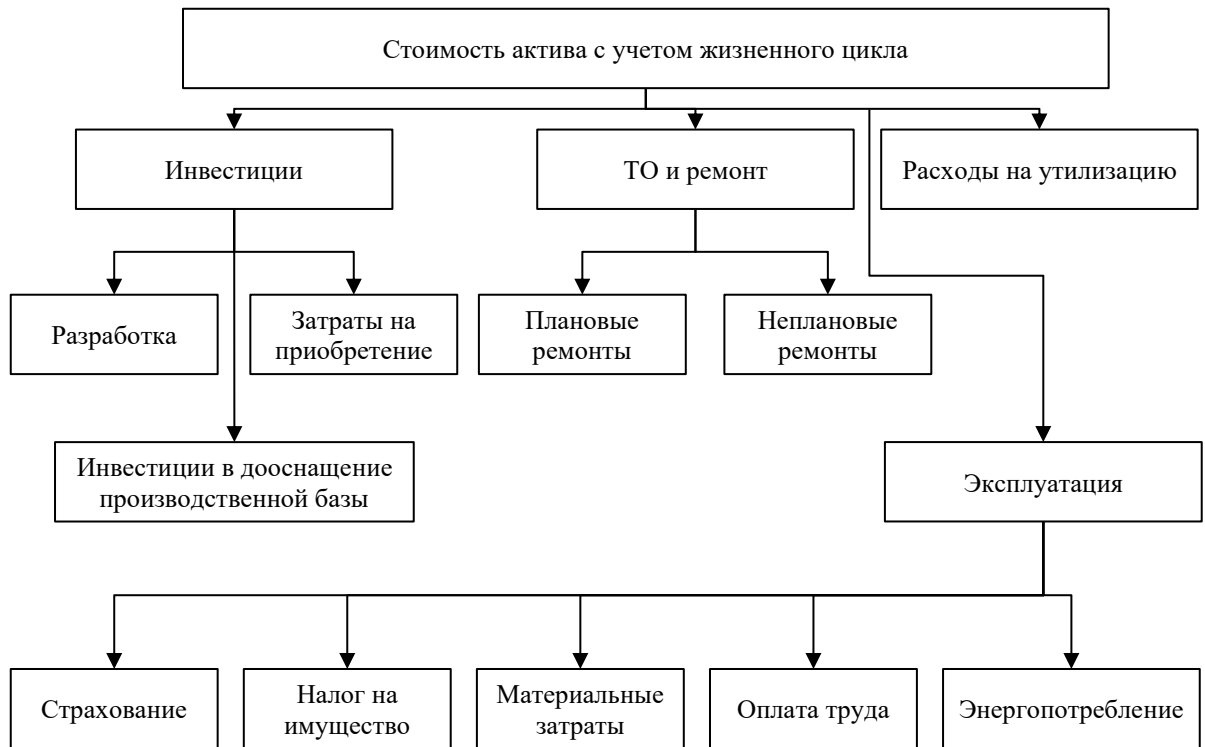 Стоимость актива с учетом жизненного цикла
Инвестиции
ТО и ремонт
Расходы на утилизацию
Разработка
Затраты на
приобретение
Плановые
ремонты
Неплановые
ремонты
Инвестиции в дооснащение
производственной базы
Эксплуатация
Страхование
Налог на
имущество
Материальные
затраты
Оплата труда
Энергопотребление